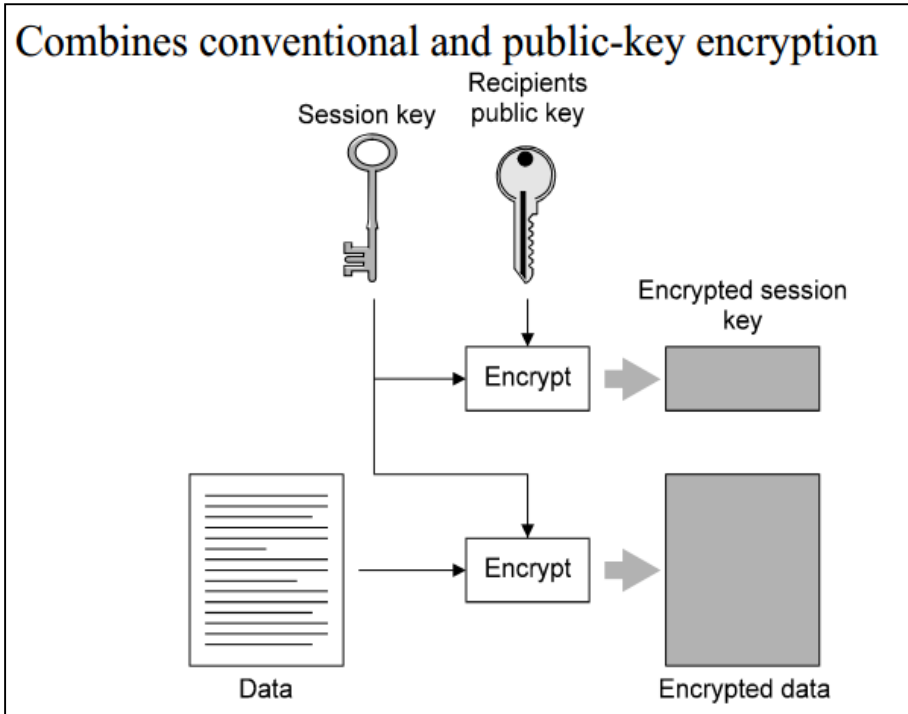 Combines conventional and public-key encryption
Session key
Recipients
public key
Encrypted session
key
Encrypt
Encrypt
Data
Encrypted data